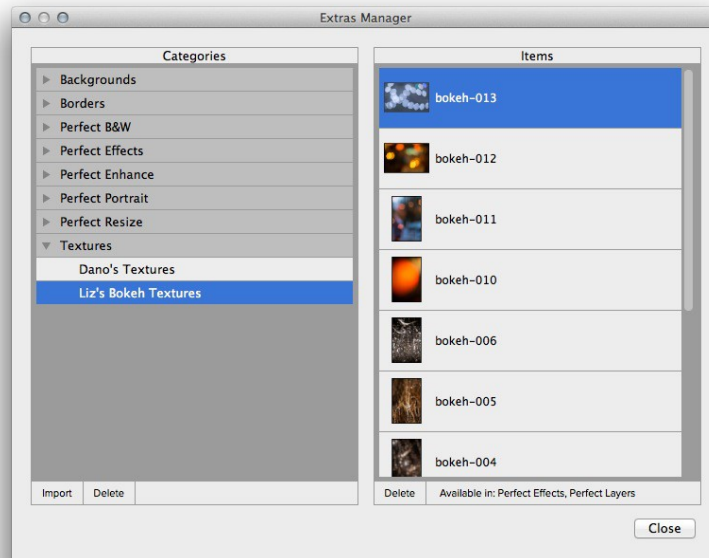 Extras Manager
Categories
Backgrounds
Borders
Perfect B&W
Perfect Effects
Perfect Enhance
Perfect Portrait
Perfect Resize
Textures
Dano's Textures
Liz's Bokeh Textures
Import
Delete
Items
bokeh-013
bokeh-012
bokeh-011
bokeh-010
bokeh-006
bokeh-005
bokeh-004
Delete
Available in: Perfect Effects, Perfect Layers
Close